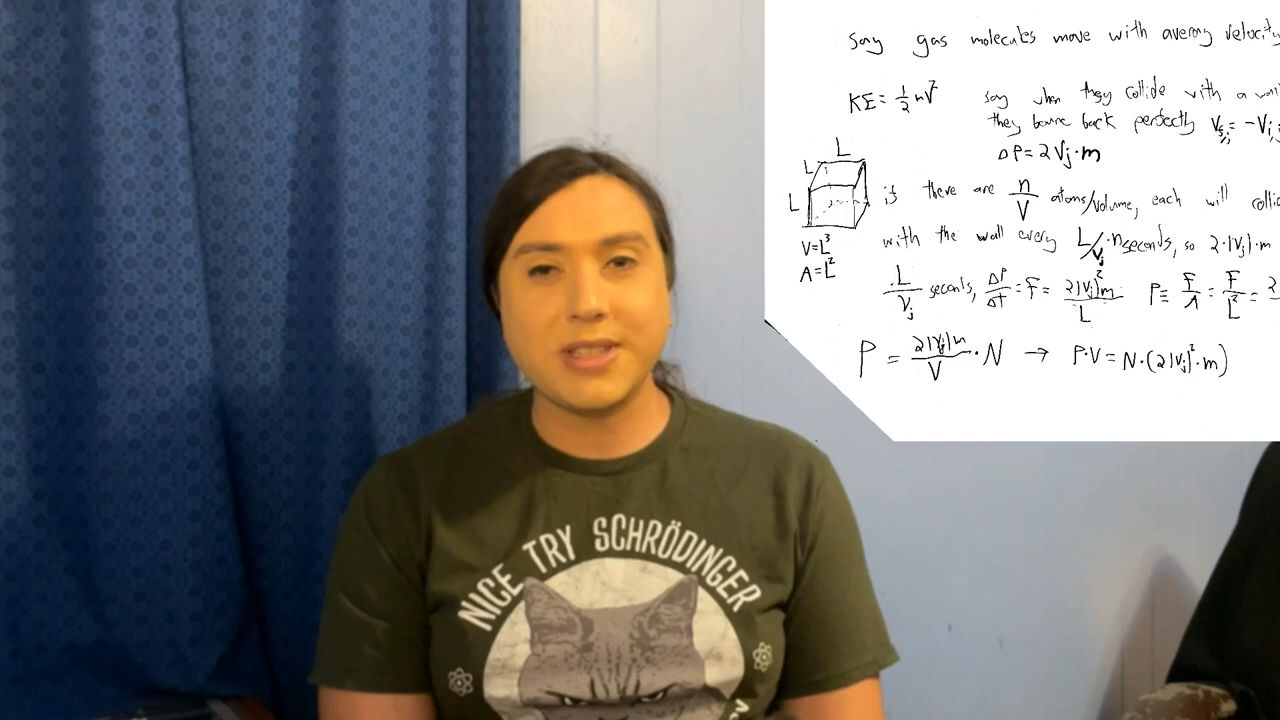 say gas molecules move with average velocity
KE = ½mv² say when they collide with a wall
they bounce back perfectly
ΔP = 2Vj·m
L
L
L
if there are n/V atoms/volume, each will
V=L³
A=L²
with the wall every L/Vj · n seconds, so 2·|Vj|·m
L/Vj seconds, ΔP/Δt = F = 2|Vj|²m/L P = F/A = F/L² = 2
P = 2|Vj|m/V · N → P·V = N·(2|Vj|²·m)
NICE TRY SCHRÖDINGER